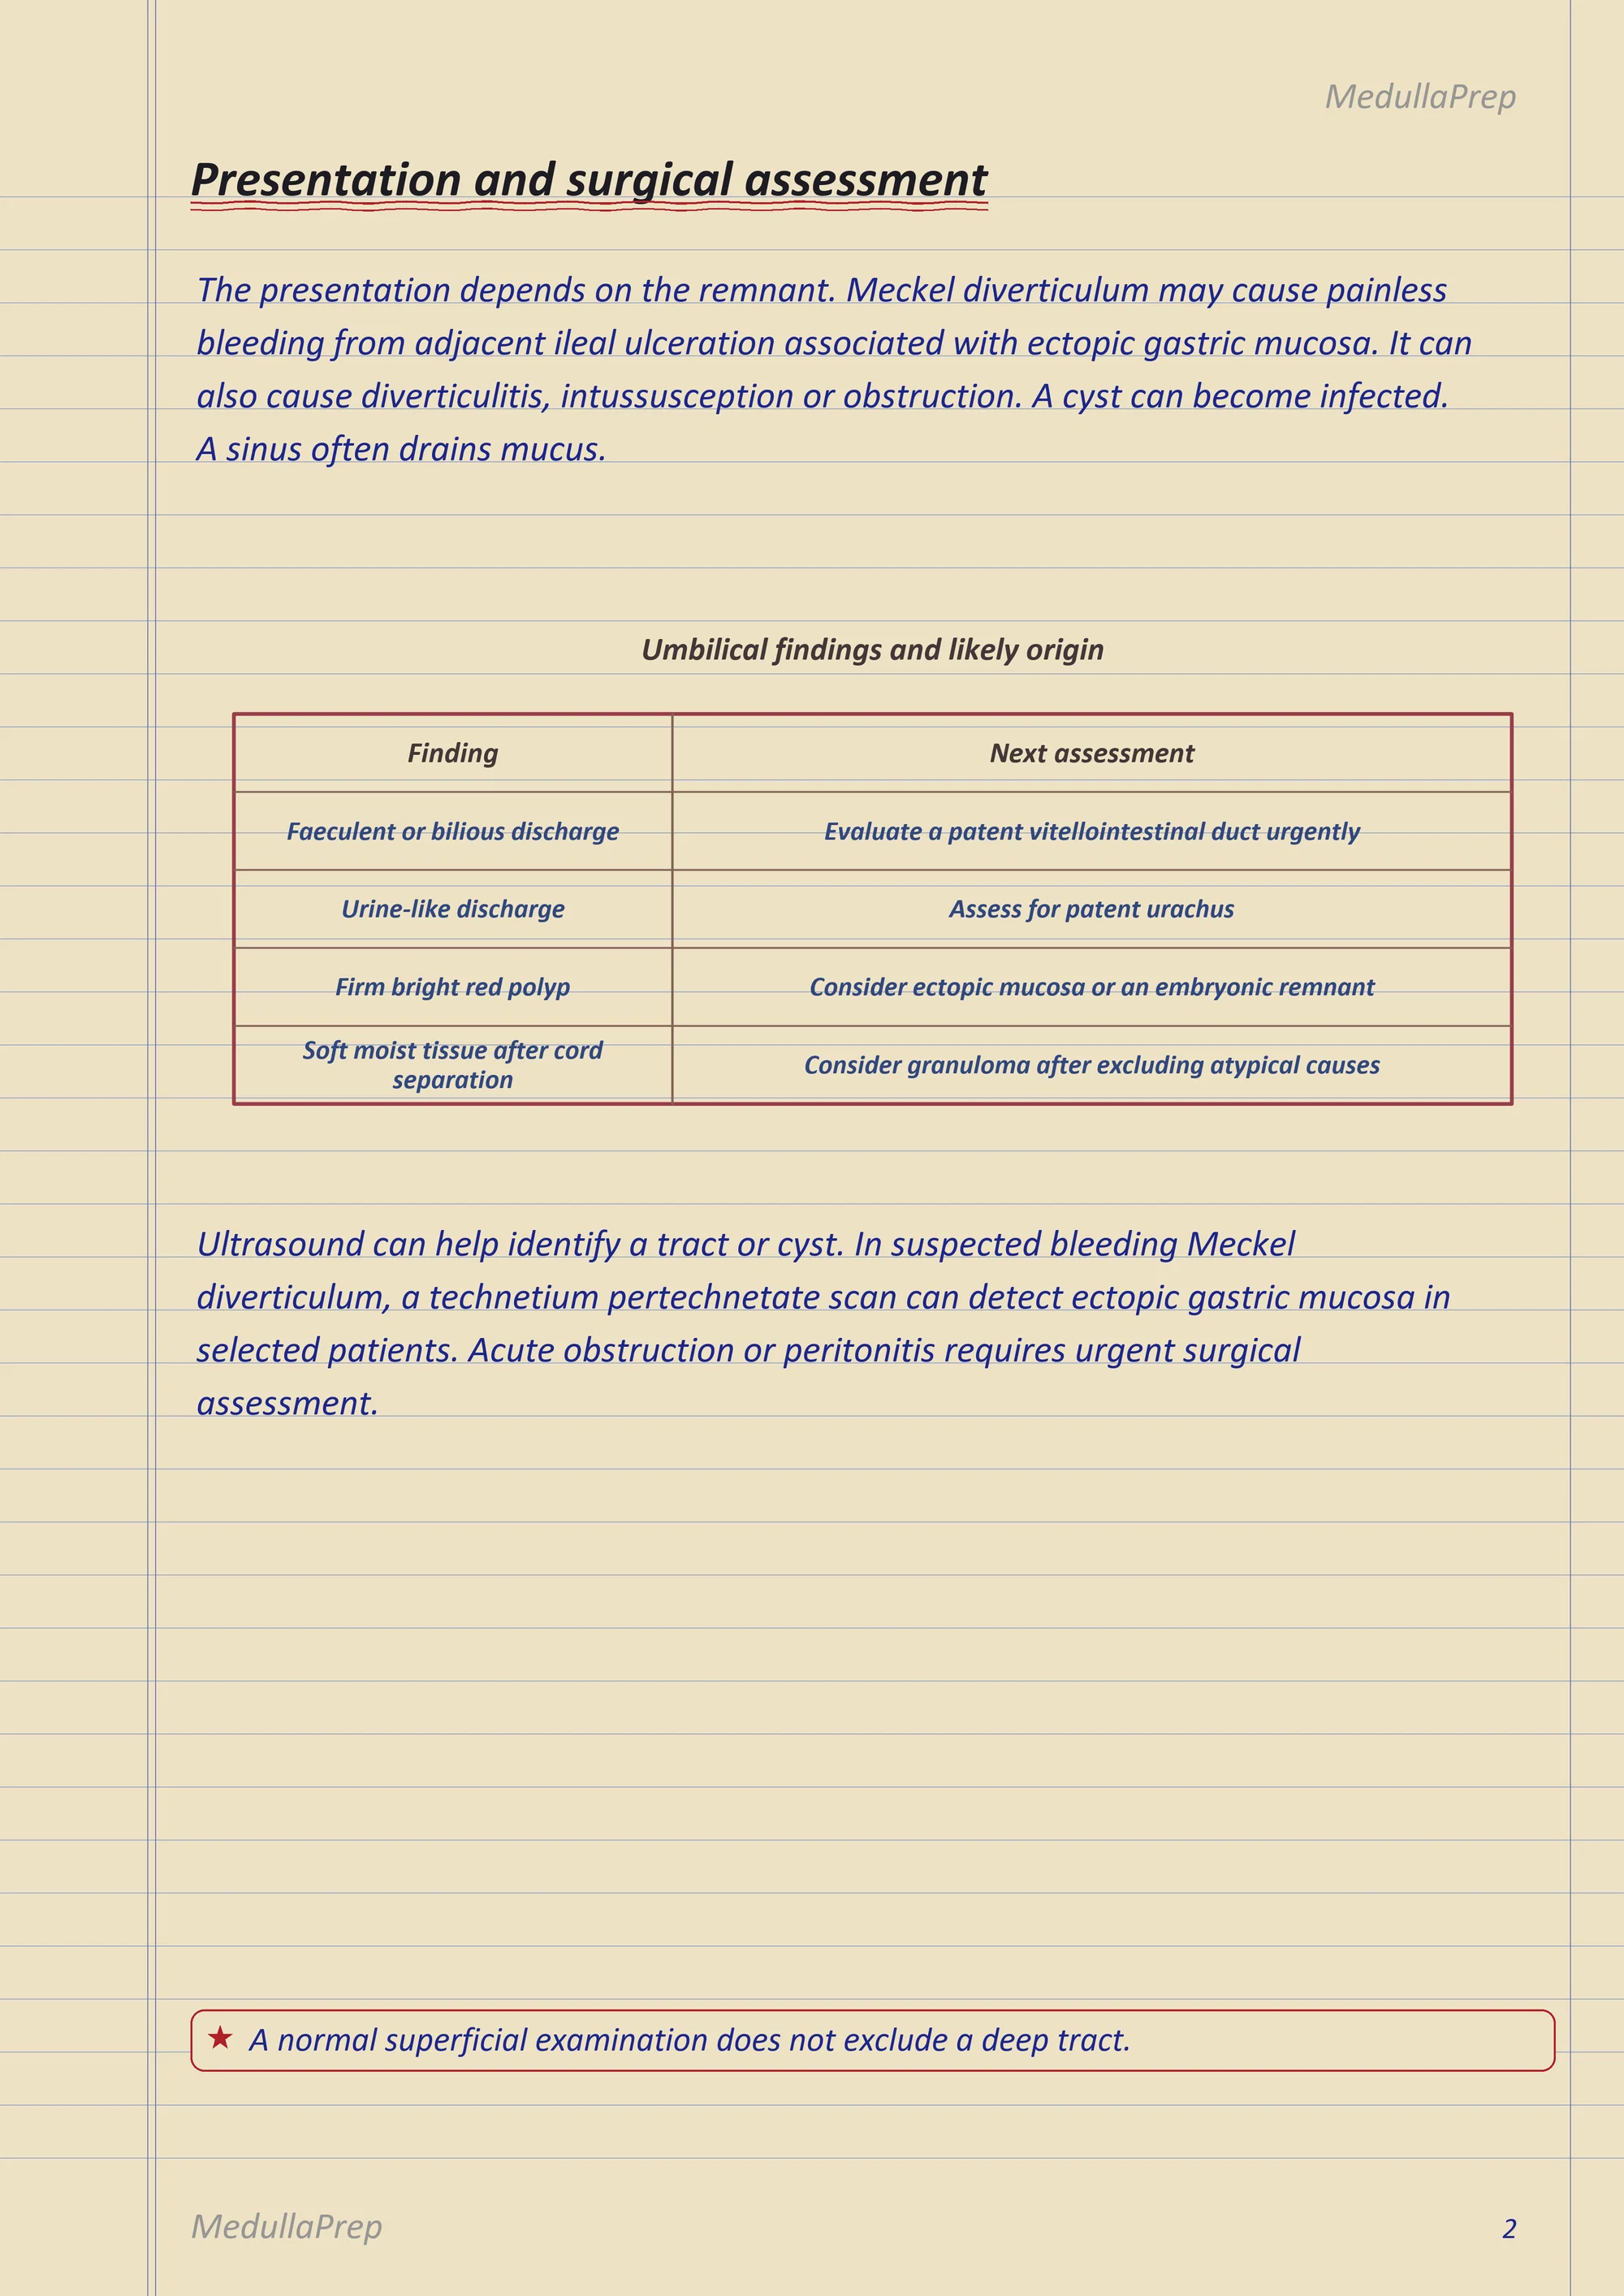 MedullaPrep
Presentation and surgical assessment
The presentation depends on the remnant. Meckel diverticulum may cause painless
bleeding from adjacent ileal ulceration associated with ectopic gastric mucosa. It can
also cause diverticulitis, intussusception or obstruction. A cyst can become infected.
A sinus often drains mucus.
Umbilical findings and likely origin
Finding Next assessment
Faeculent or bilious discharge Evaluate a patent vitellointestinal duct urgently
Urine-like discharge Assess for patent urachus
Firm bright red polyp Consider ectopic mucosa or an embryonic remnant
Soft moist tissue after cord
separation Consider granuloma after excluding atypical causes
Ultrasound can help identify a tract or cyst. In suspected bleeding Meckel
diverticulum, a technetium pertechnetate scan can detect ectopic gastric mucosa in
selected patients. Acute obstruction or peritonitis requires urgent surgical
assessment.
★ A normal superficial examination does not exclude a deep tract.
MedullaPrep 2